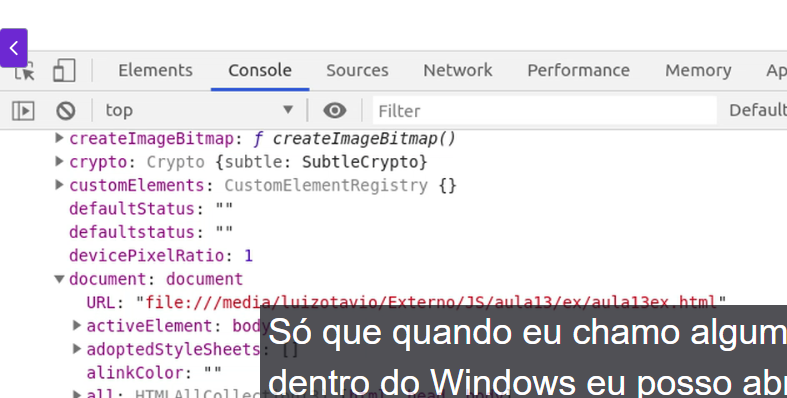 Elements Console Sources Network Performance Memory Ap
top Filter Default
createImageBitmap: ƒ createImageBitmap()
crypto: Crypto {subtle: SubtleCrypto}
customElements: CustomElementRegistry {}
defaultStatus: ""
defaultstatus: ""
devicePixelRatio: 1
document: document
URL: "file:///media/luizotavio/Externo/JS/aula13/ex/aula13ex.html"
activeElement: body
adoptedStyleSheets: []
alinkColor: ""
all:
Só que quando eu chamo algum
dentro do Windows eu posso abr